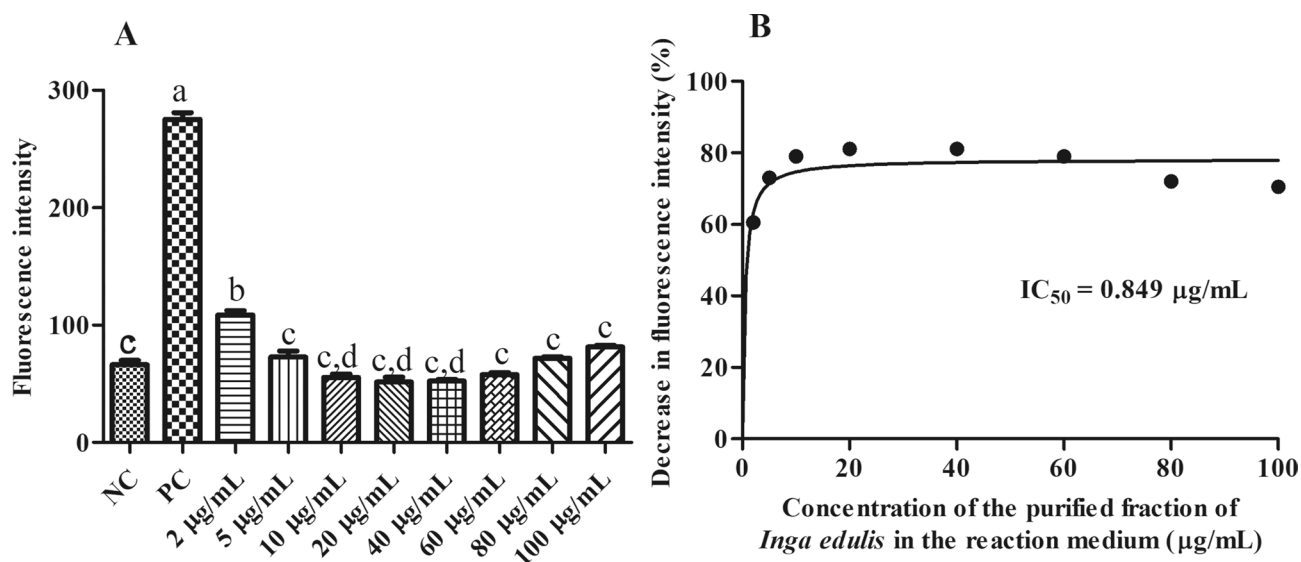 A
Fluorescence intensity
300
200
100
0
a
b
c
c
c,d
c,d
c,d
c
c
c
NC
PC
2 µg/mL
5 µg/mL
10 µg/mL
20 µg/mL
40 µg/mL
60 µg/mL
80 µg/mL
100 µg/mL
B
Decrease in fluorescence intensity (%)
100
80
60
40
20
0
IC50 = 0.849 µg/mL
0
20
40
60
80
100
Concentration of the purified fraction of
Inga edulis in the reaction medium (µg/mL)